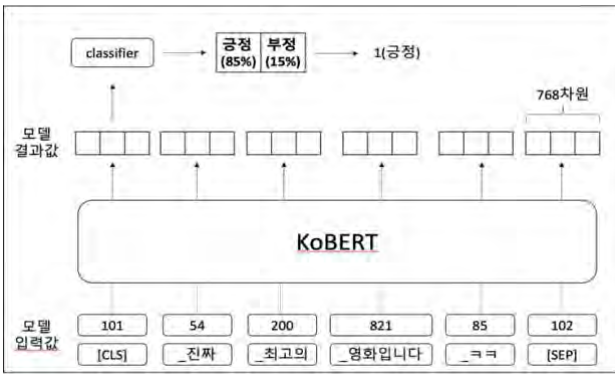 classifier
긍정 부정
(85%) (15%)
1(긍정)
768차원
모델
결과값
KoBERT
모델
입력값
101 54 200 821 85 102
[CLS] _진짜 _최고의 _영화입니다 _ㅋㅋ [SEP]